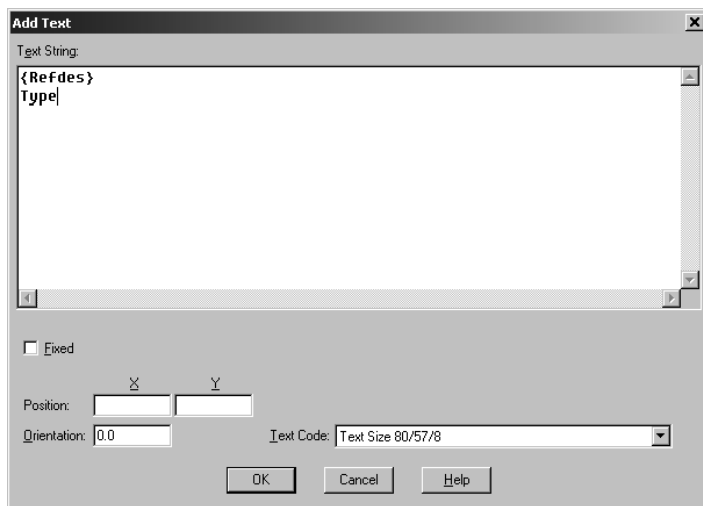 Add Text
Text String:
{Refdes}
Type
Fixed
X Y
Position:
Orientation: 0.0 Text Code: Text Size 80/57/8
OK Cancel Help